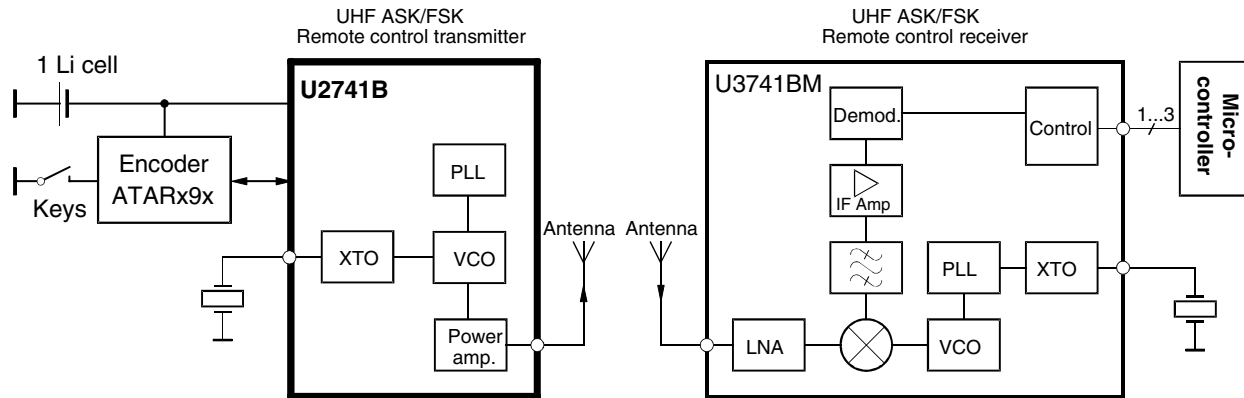 UHF ASK/FSK
Remote control transmitter
1 Li cell
U2741B
Encoder
ATARx9x
Keys
PLL
XTO
VCO
Power
amp.
Antenna
UHF ASK/FSK
Remote control receiver
U3741BM
Demod.
Control
1...3
Micro-
controller
IF Amp
Antenna
PLL
XTO
LNA
VCO